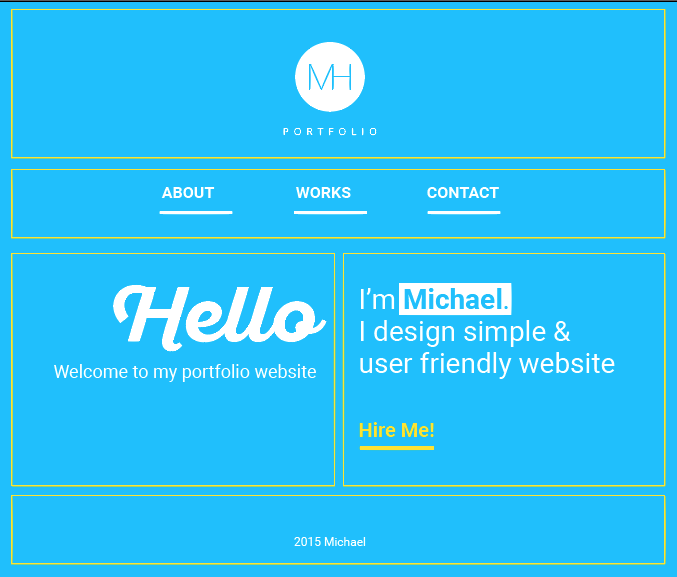 MH
PORTFOLIO
ABOUT WORKS CONTACT
Hello
Welcome to my portfolio website
I'm Michael.
I design simple &
user friendly website
Hire Me!
2015 Michael